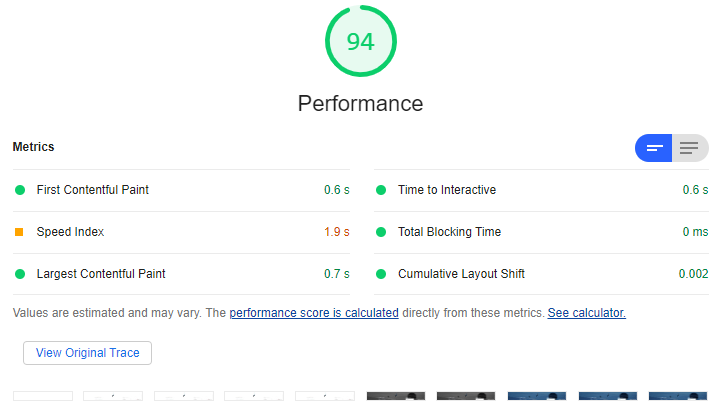 94
Performance
Metrics
First Contentful Paint 0.6 s
Time to Interactive 0.6 s
Speed Index 1.9 s
Total Blocking Time 0 ms
Largest Contentful Paint 0.7 s
Cumulative Layout Shift 0.002
Values are estimated and may vary. The performance score is calculated directly from these metrics. See calculator.
View Original Trace